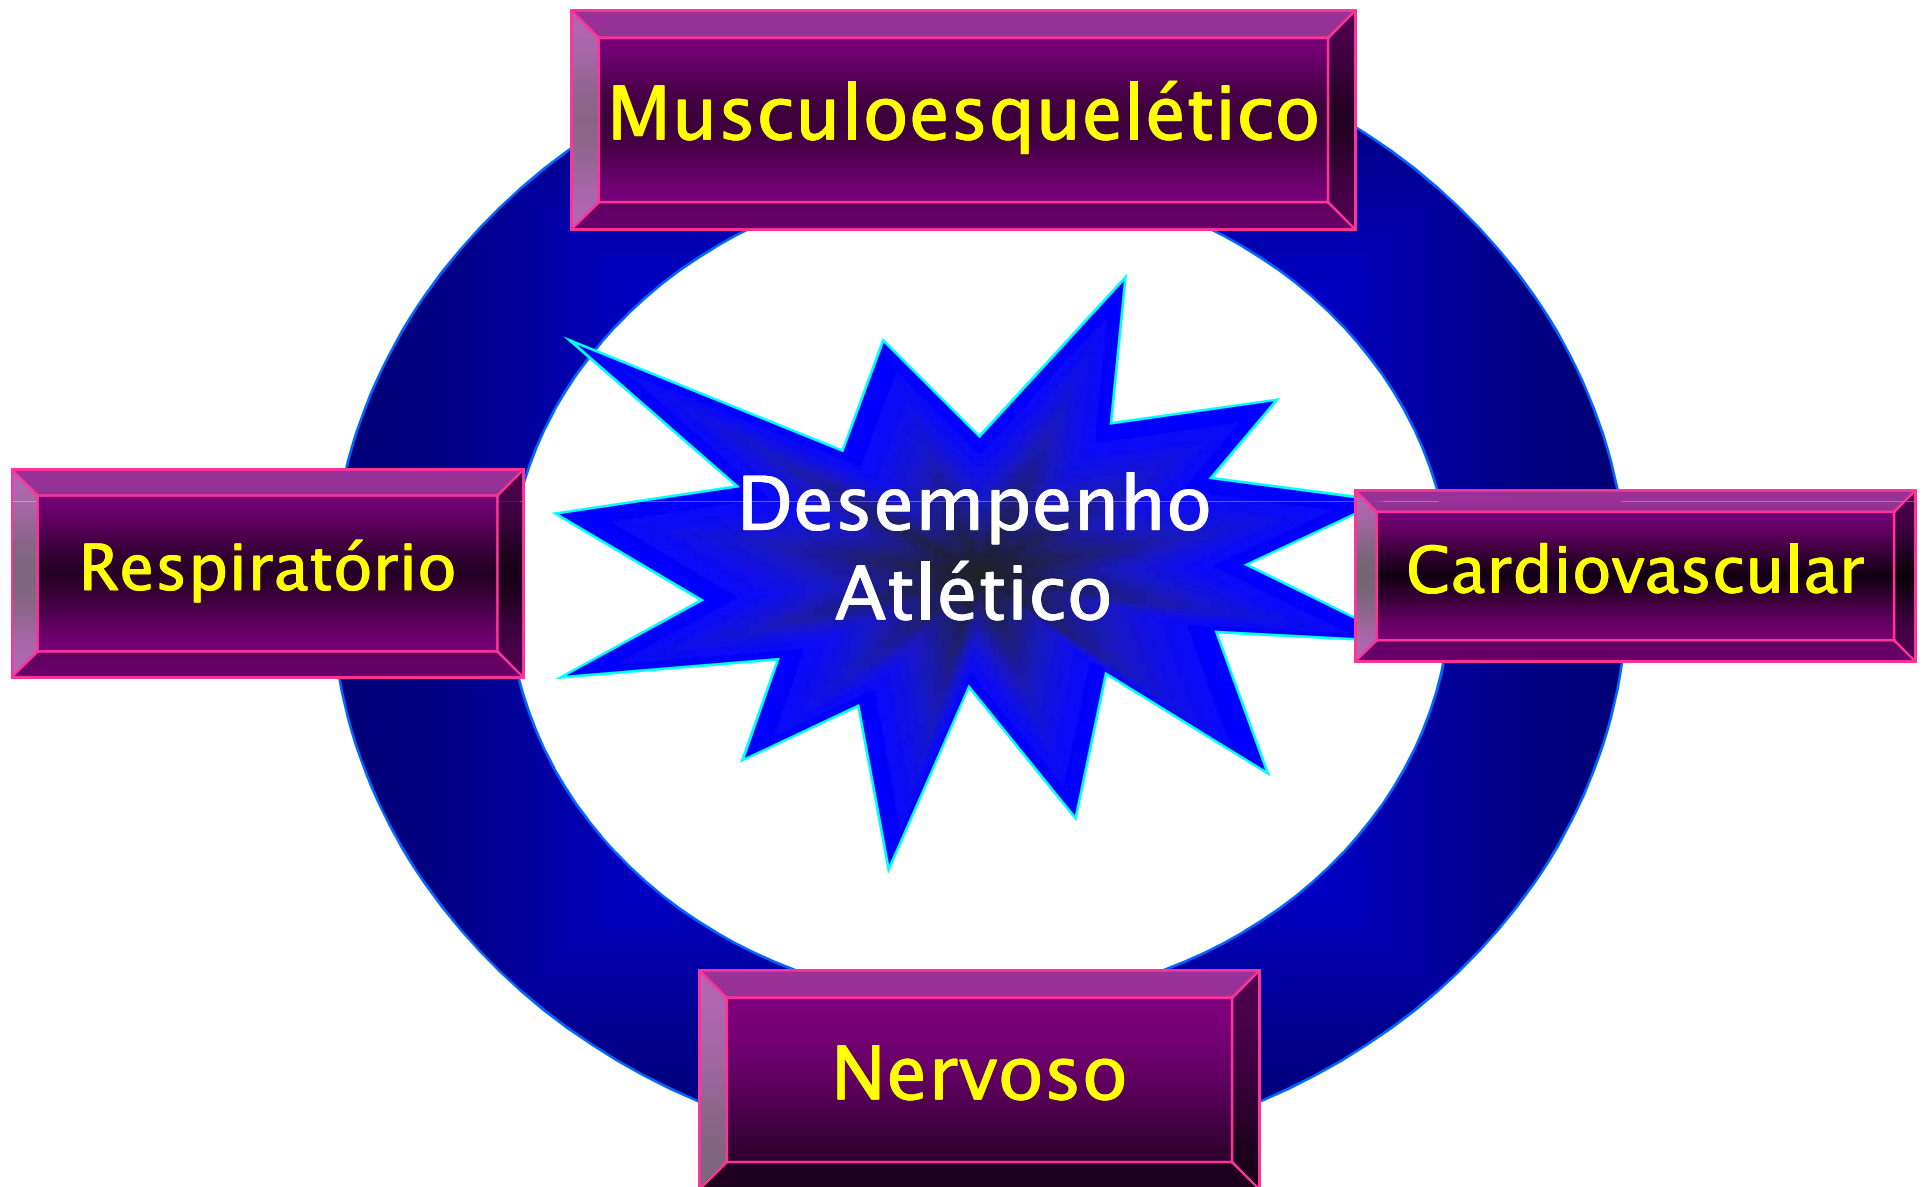 Musculoesquelético
Desempenho
Atlético
Respiratório
Cardiovascular
Nervoso